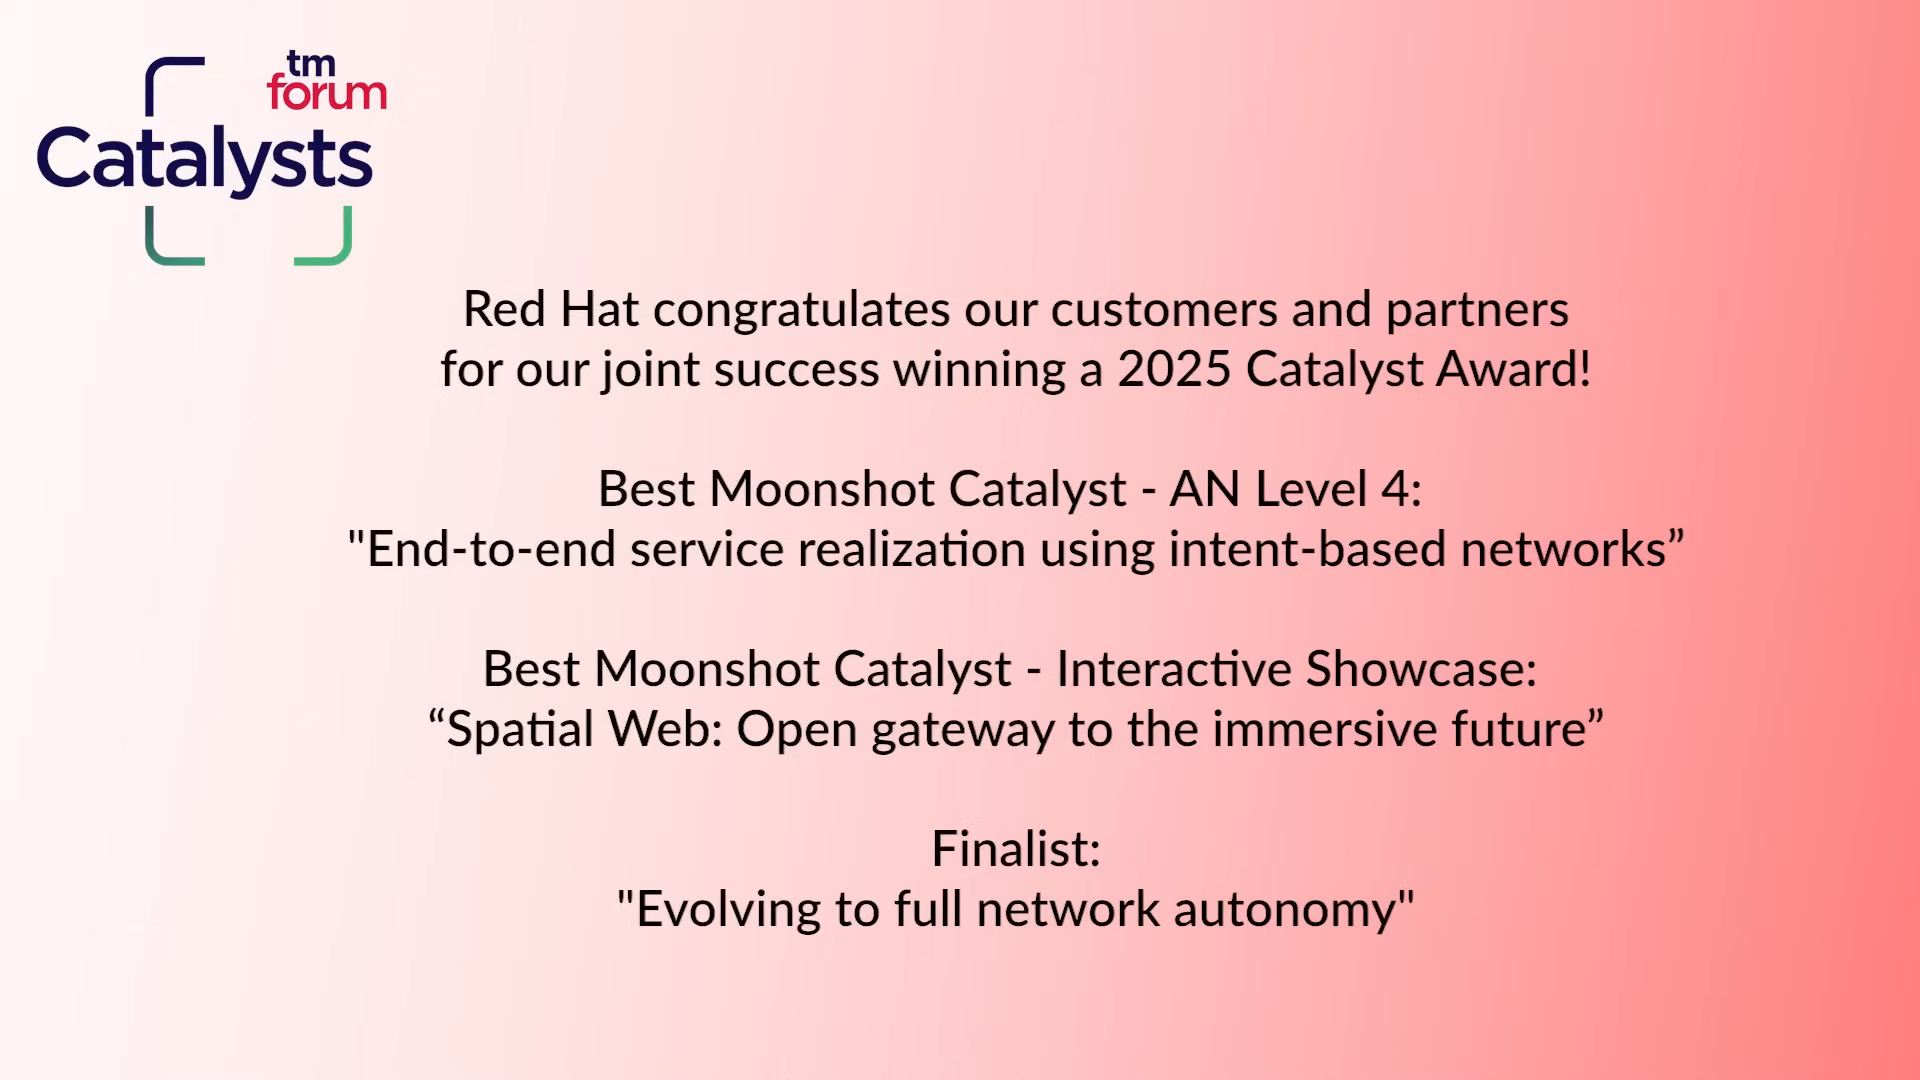 tm
forum
Catalysts
Red Hat congratulates our customers and partners
for our joint success winning a 2025 Catalyst Award!
Best Moonshot Catalyst - AN Level 4:
"End-to-end service realization using intent-based networks”
Best Moonshot Catalyst - Interactive Showcase:
“Spatial Web: Open gateway to the immersive future”
Finalist:
"Evolving to full network autonomy"